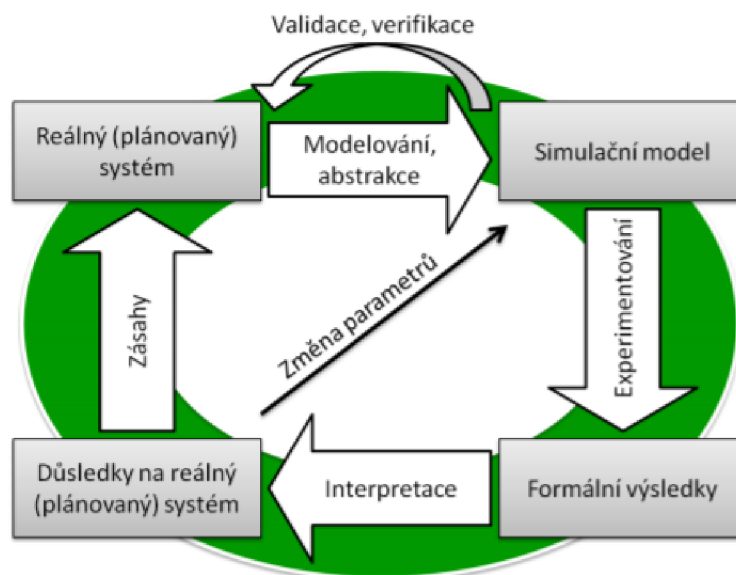 Validace, verifikace
Reálný (plánovaný)
systém
Modelování,
abstrakce
Simulační model
Zásahy
Změna parametrů
Experimentování
Důsledky na reálný
(plánovaný) systém
Interpretace
Formální výsledky